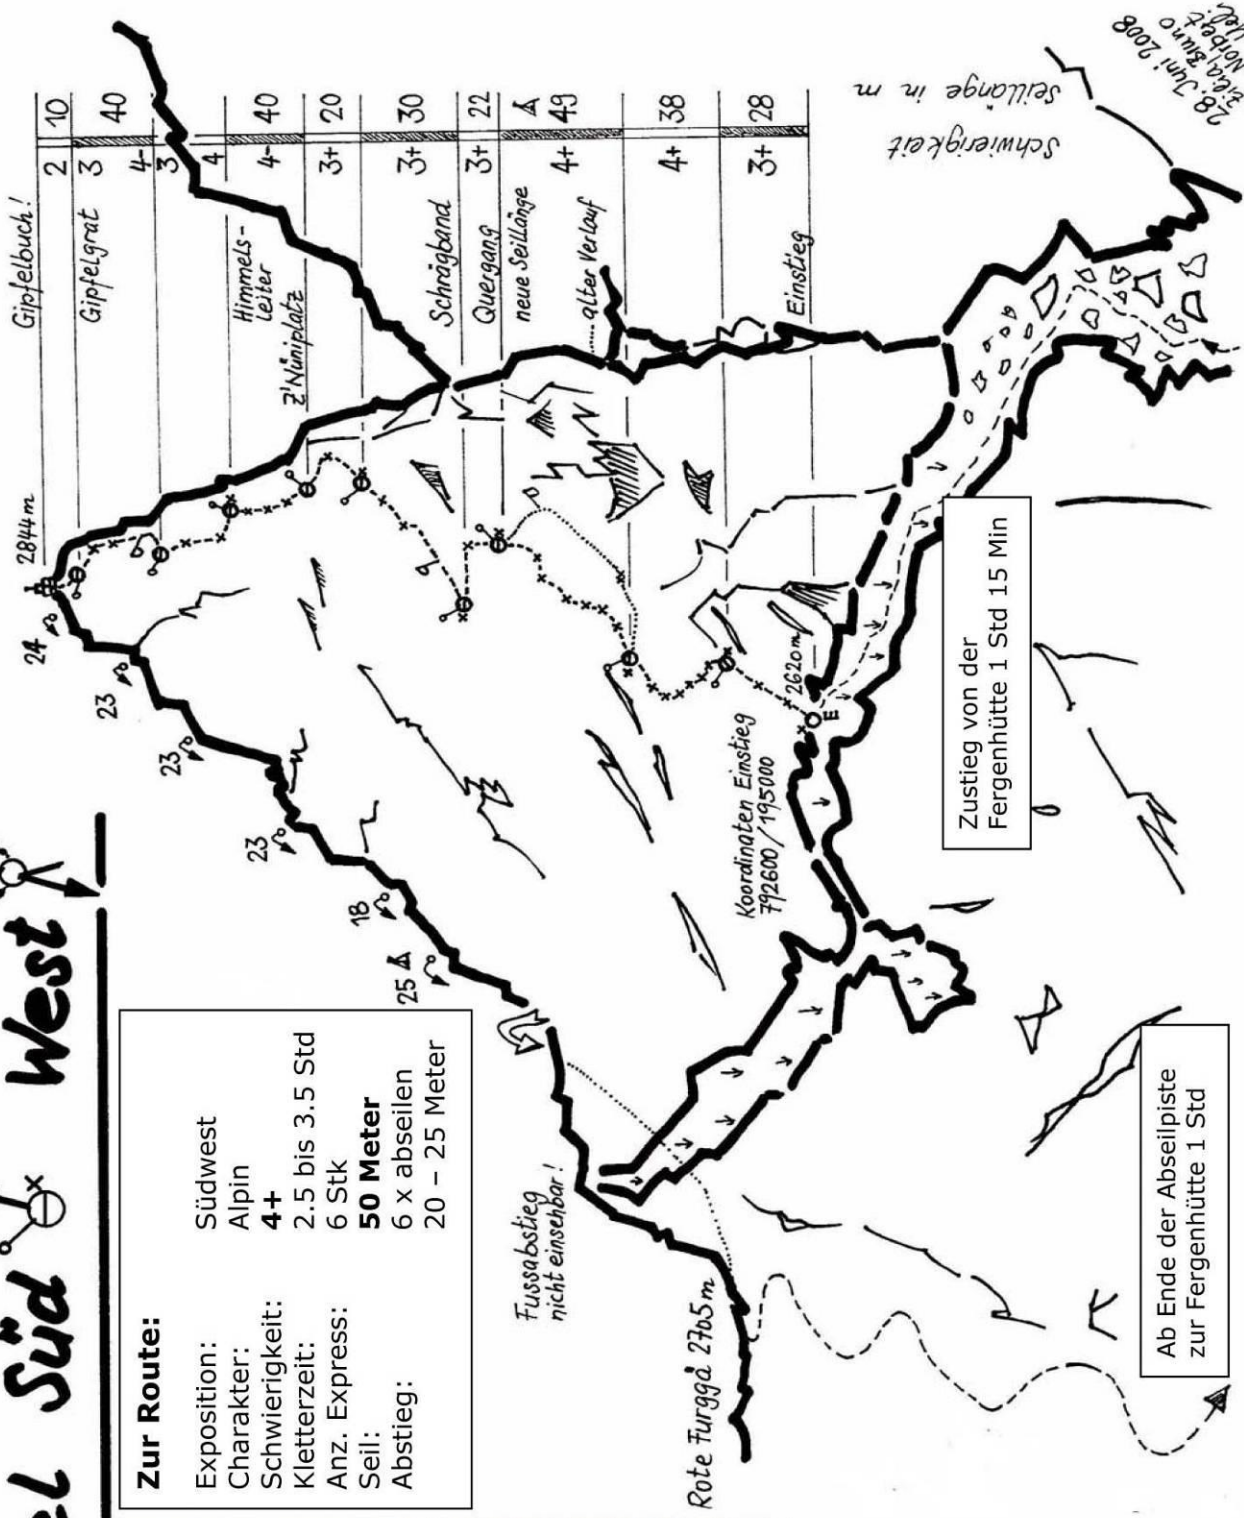 Süd West
Zur Route:
Exposition: Südwest
Charakter: Alpin
Schwierigkeit: 4+
Kletterzeit: 2.5 bis 3.5 Std
Anz. Express: 6 Stk
Seil: 50 Meter
Abstieg: 6 x abseilen
20 – 25 Meter
24
23
23
23
18
25
2844m
Gipfelbuch!
Gipfelgrat
Himmels-
leiter
Z'Nüniplatz
Schrägband
Quergang
neue Seillänge
alter Verlauf
Einstieg
2 10
3 40
4-
3
4
4- 40
3+ 20
3+ 30
3+ 22
4+ 49
4+ 38
3+ 28
Schwierigkeit
Seillänge in m
28. Juni 2008
Bruno
Norbert
Fussabstieg
nicht einsehbar!
Rote Furgga 2705m
Koordinaten Einstieg
792600/195000
2620m
E
Zustieg von der
Fergenhütte 1 Std 15 Min
Ab Ende der Abseilpiste
zur Fergenhütte 1 Std